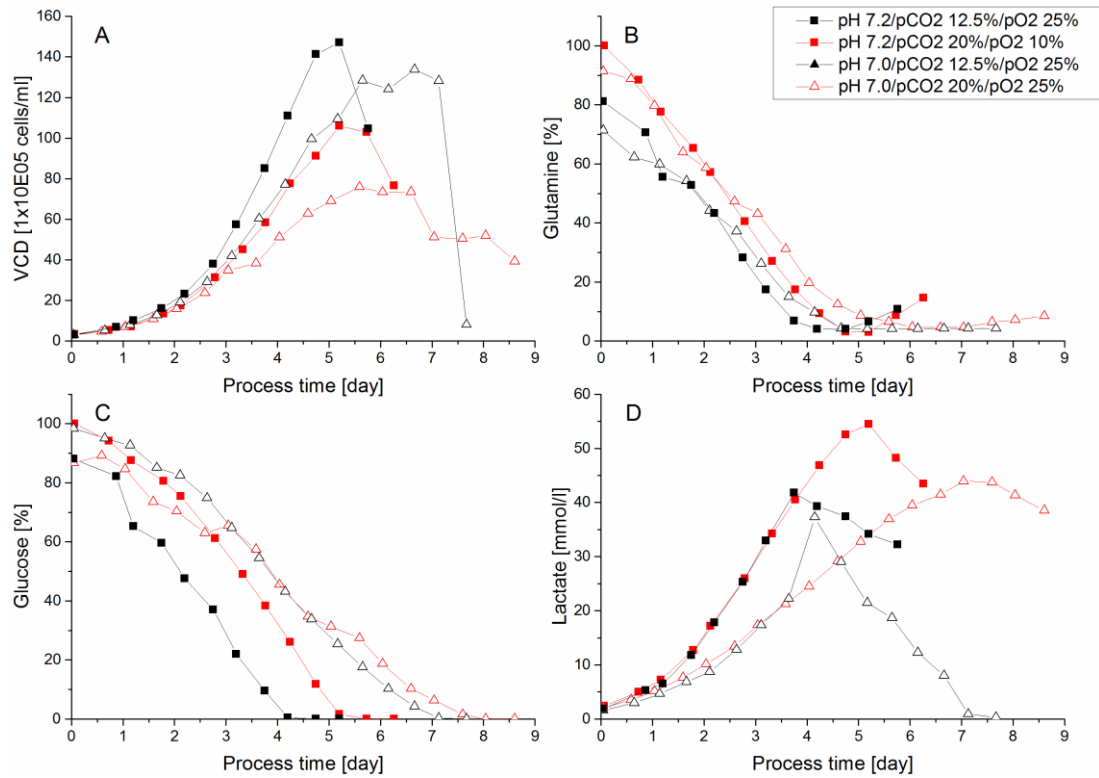 A
VCD [1x10E05 cells/ml]
160
140
120
100
80
60
40
20
0
0 1 2 3 4 5 6 7 8 9
Process time [day]
B
pH 7.2/pCO2 12.5%/pO2 25%
pH 7.2/pCO2 20%/pO2 10%
pH 7.0/pCO2 12.5%/pO2 25%
pH 7.0/pCO2 20%/pO2 25%
Glutamine [%]
100
80
60
40
20
0
0 1 2 3 4 5 6 7 8 9
Process time [day]
C
Glucose [%]
100
80
60
40
20
0
0 1 2 3 4 5 6 7 8 9
Process time [day]
D
Lactate [mmol/l]
60
50
40
30
20
10
0
0 1 2 3 4 5 6 7 8 9
Process time [day]